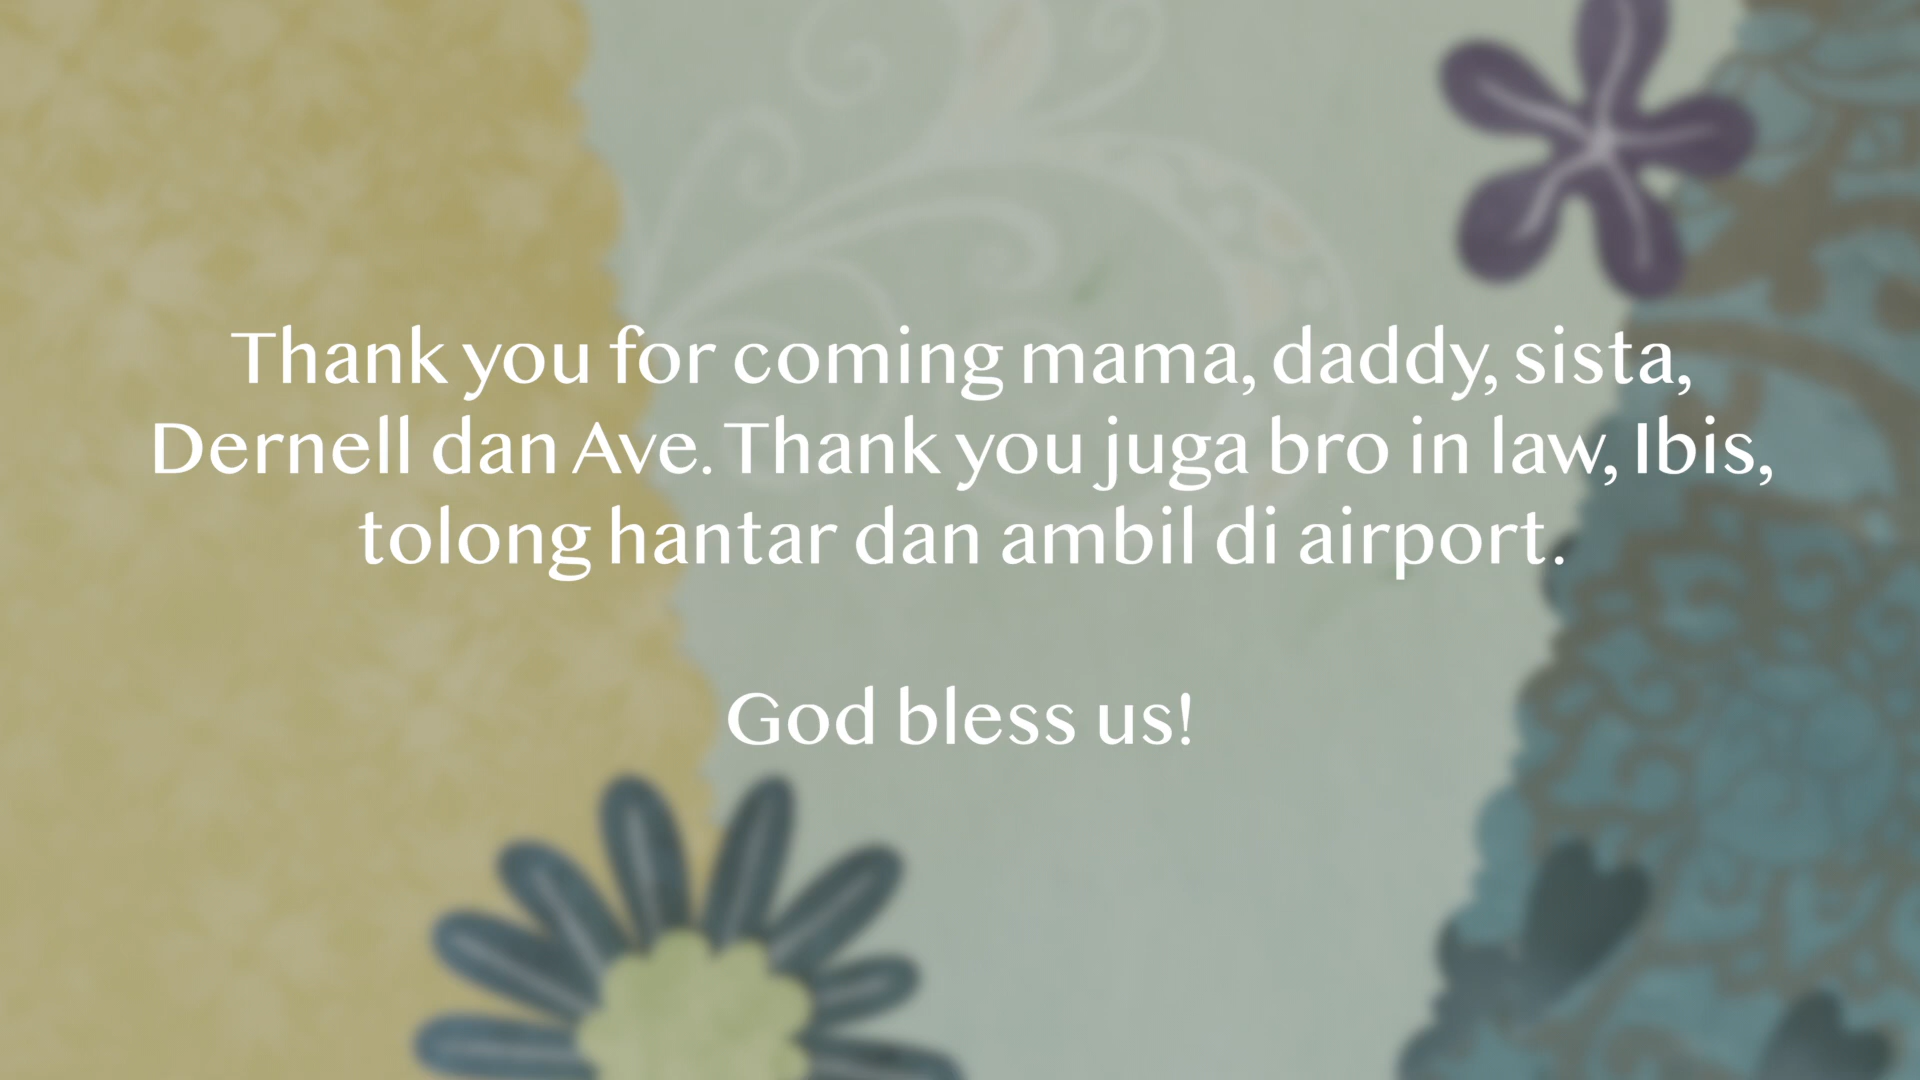 Thank you for coming mama, daddy, sista,
Dernell dan Ave. Thank you juga bro in law, Ibis,
tolong hantar dan ambil di airport.
God bless us!